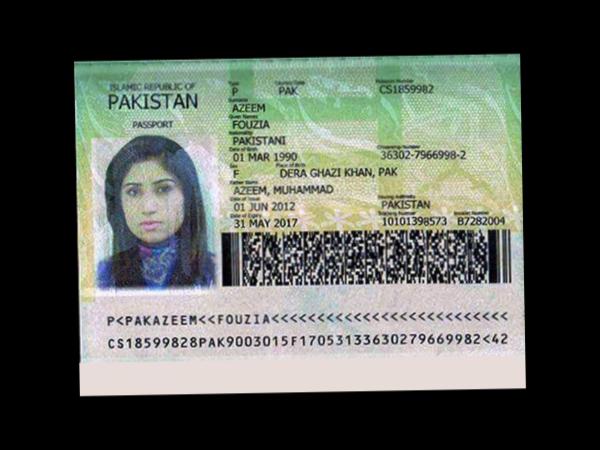 ISLAMIC REPUBLIC OF
PAKISTAN
PASSPORT
Type Country Code Passport Number
P PAK CS1859982
Surname
AZEEM
Given Names
FOUZIA
Nationality
PAKISTANI
Date of Birth Citizenship Number
01 MAR 1990 36302-7966998-2
Sex Place of Birth
F DERA GHAZI KHAN, PAK
Father Name
AZEEM, MUHAMMAD
Date of Issue Issuing Authority
01 JUN 2012 PAKISTAN
Date of Expiry Tracking Number Booklet Number
31 MAY 2017 10101398573 B7282004
P<PAKAZEEM<<FOUZIA<<<<<<<<<<<<<<<<<<<<<<<<<<
CS18599828PAK9003015F17053133630279669982<42